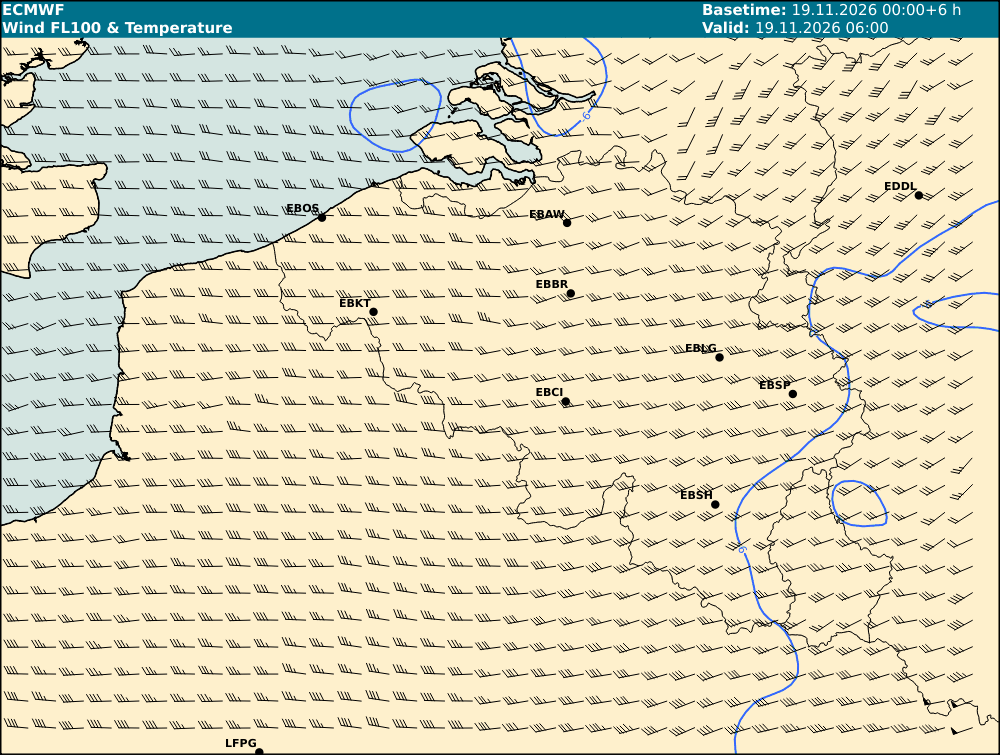 ECMWF
Wind FL100 & Temperature
Basetime: 19.11.2026 00:00+6 h
Valid: 19.11.2026 06:00
-6
EDDL
EBOS
EBAW
EBBR
EBKT
EBLG
EBSP
EBCI
EBSH
LFPG